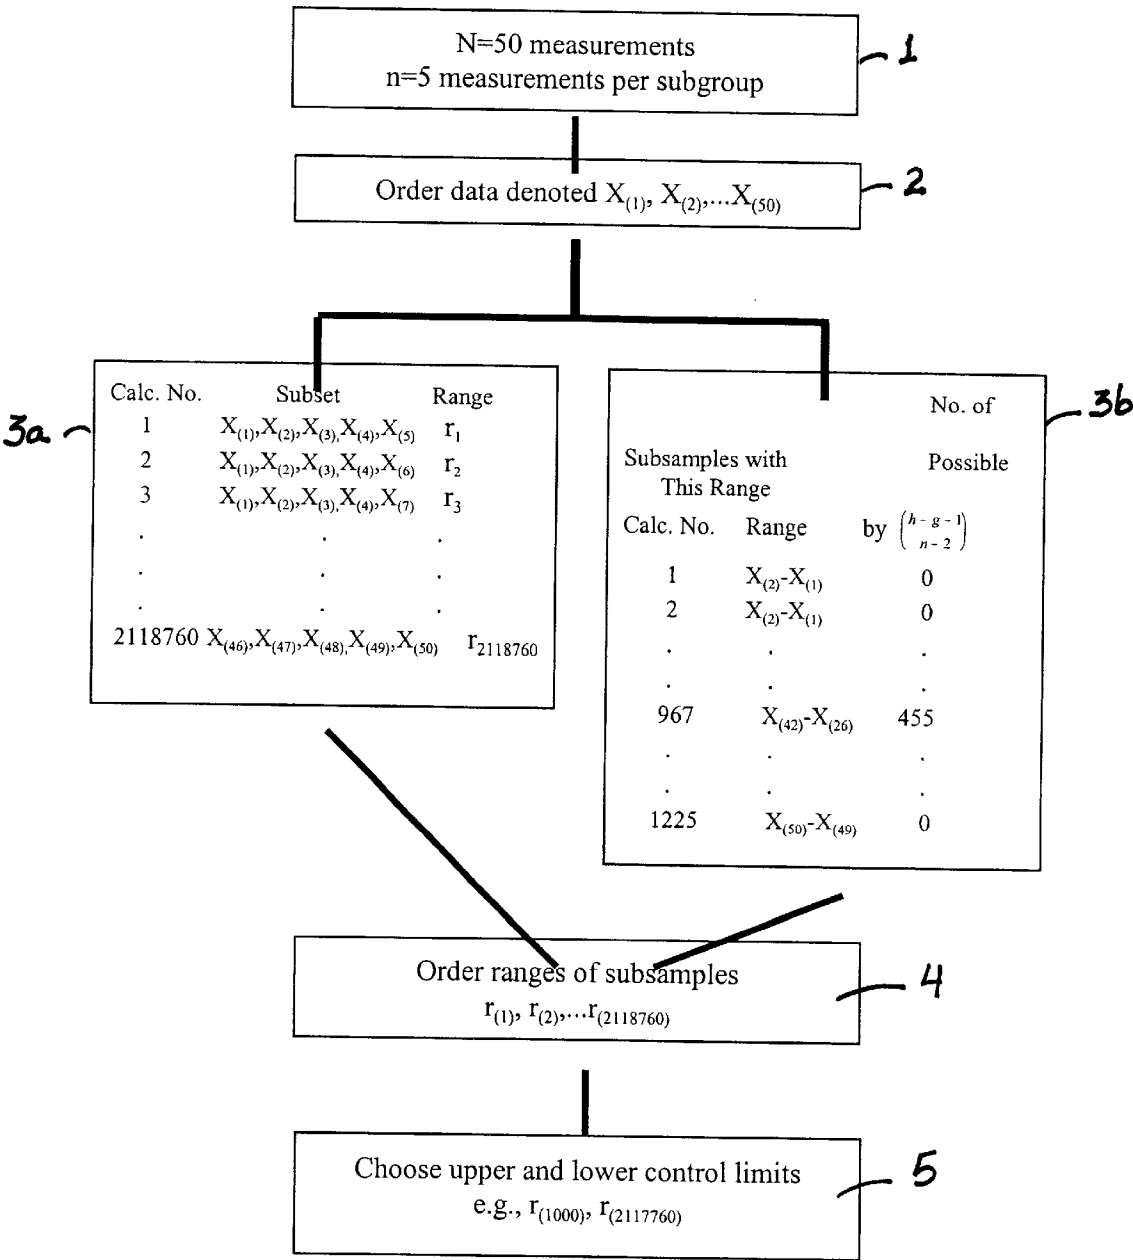 N=50 measurements
n=5 measurements per subgroup
1
Order data denoted X(1), X(2),...X(50)
2
3a
Calc. No. Subset Range
1 X(1),X(2),X(3),X(4),X(5) r1
2 X(1),X(2),X(3),X(4),X(6) r2
3 X(1),X(2),X(3),X(4),X(7) r3
. . .
. . .
. . .
2118760 X(46),X(47),X(48),X(49),X(50) r2118760
3b
No. of
Subsamples with Possible
This Range
Calc. No. Range by (h - g - 1
n - 2)
1 X(2)-X(1) 0
2 X(2)-X(1) 0
. . .
. . .
967 X(42)-X(26) 455
. . .
. . .
1225 X(50)-X(49) 0
Order ranges of subsamples
r(1), r(2),...r(2118760)
4
Choose upper and lower control limits
e.g., r(1000), r(2117760)
5